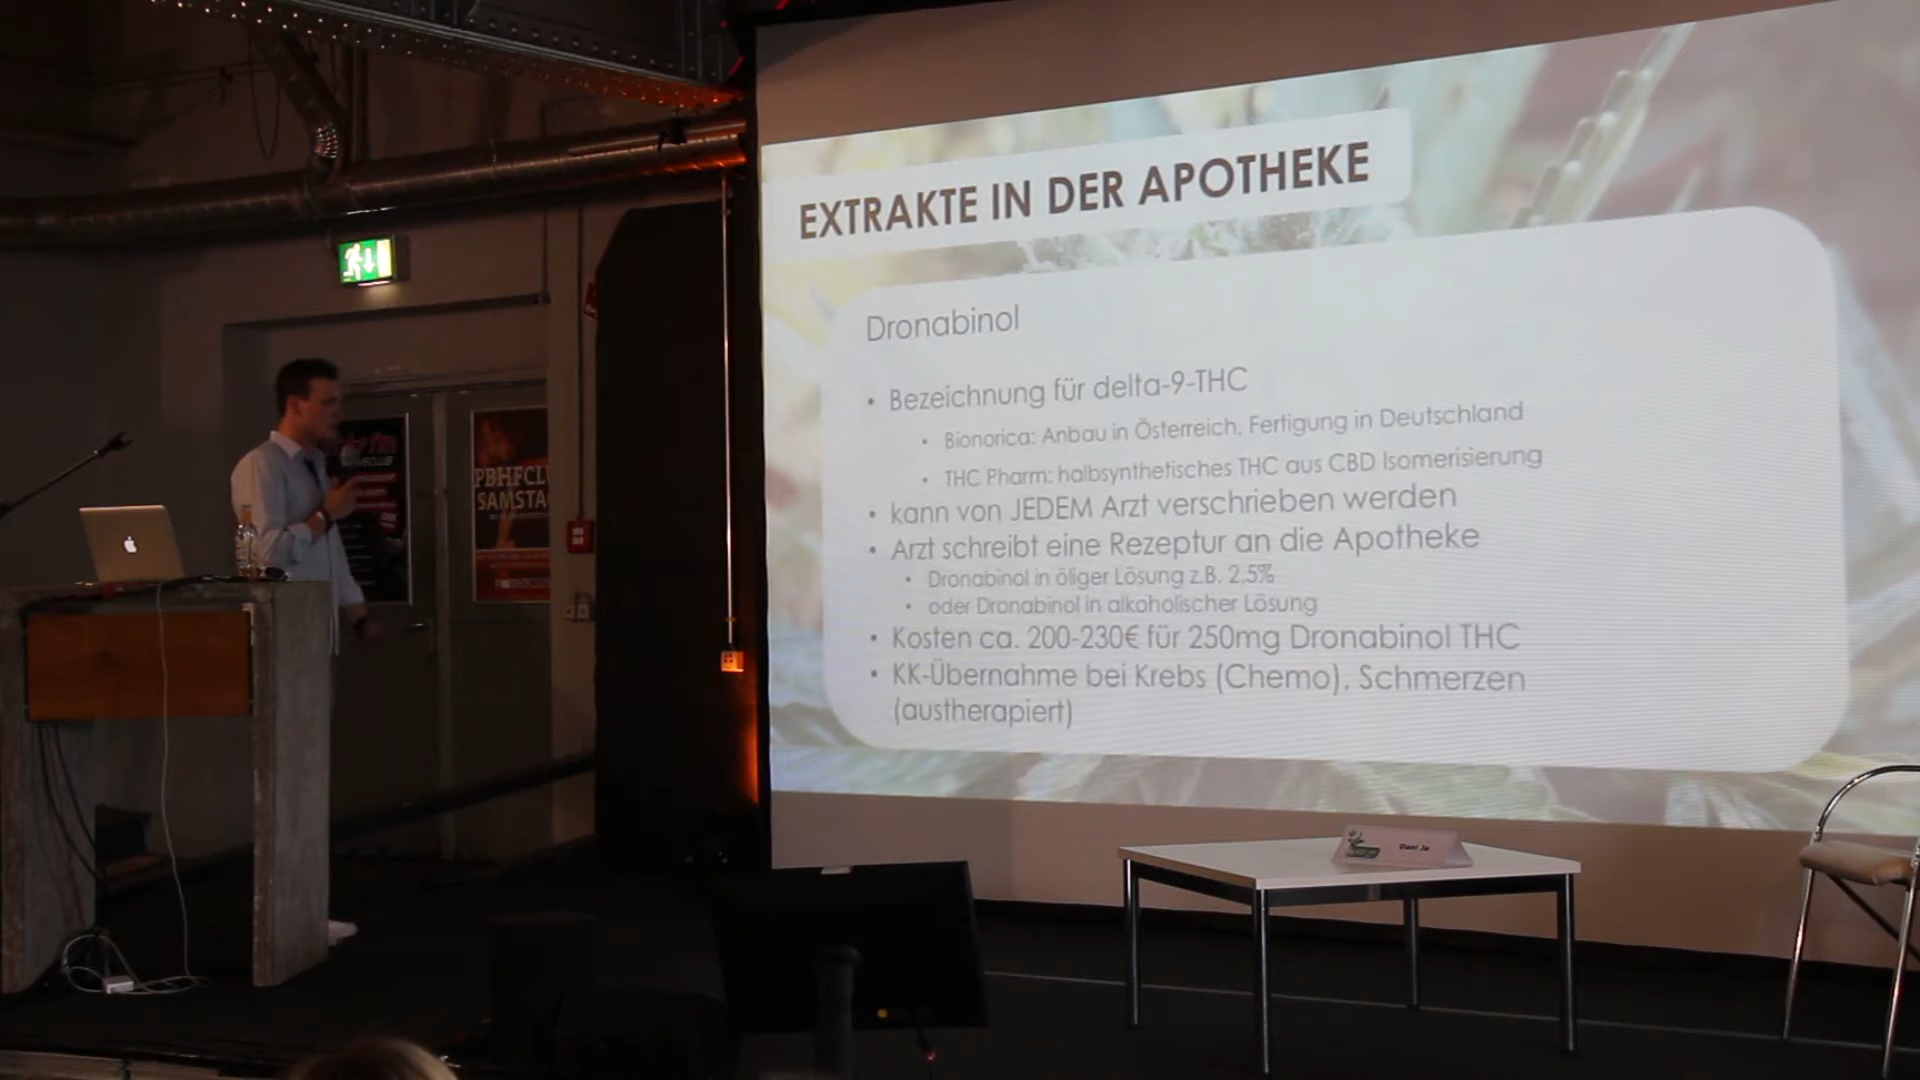 EXTRAKTE IN DER APOTHEKE
Dronabinol
• Bezeichnung für delta-9-THC
• Bionorica: Anbau in Österreich, Fertigung in Deutschland
• THC Pharm: halbsynthetisches THC aus CBD Isomerisierung
• kann von JEDEM Arzt verschrieben werden
• Arzt schreibt eine Rezeptur an die Apotheke
• Dronabinol in öliger Lösung z.B. 2,5%
• oder Dronabinol in alkoholischer Lösung
• Kosten ca. 200-230€ für 250mg Dronabinol THC
• KK-Übernahme bei Krebs (Chemo), Schmerzen
(austherapiert)
PBHFCLU
SAMSTA